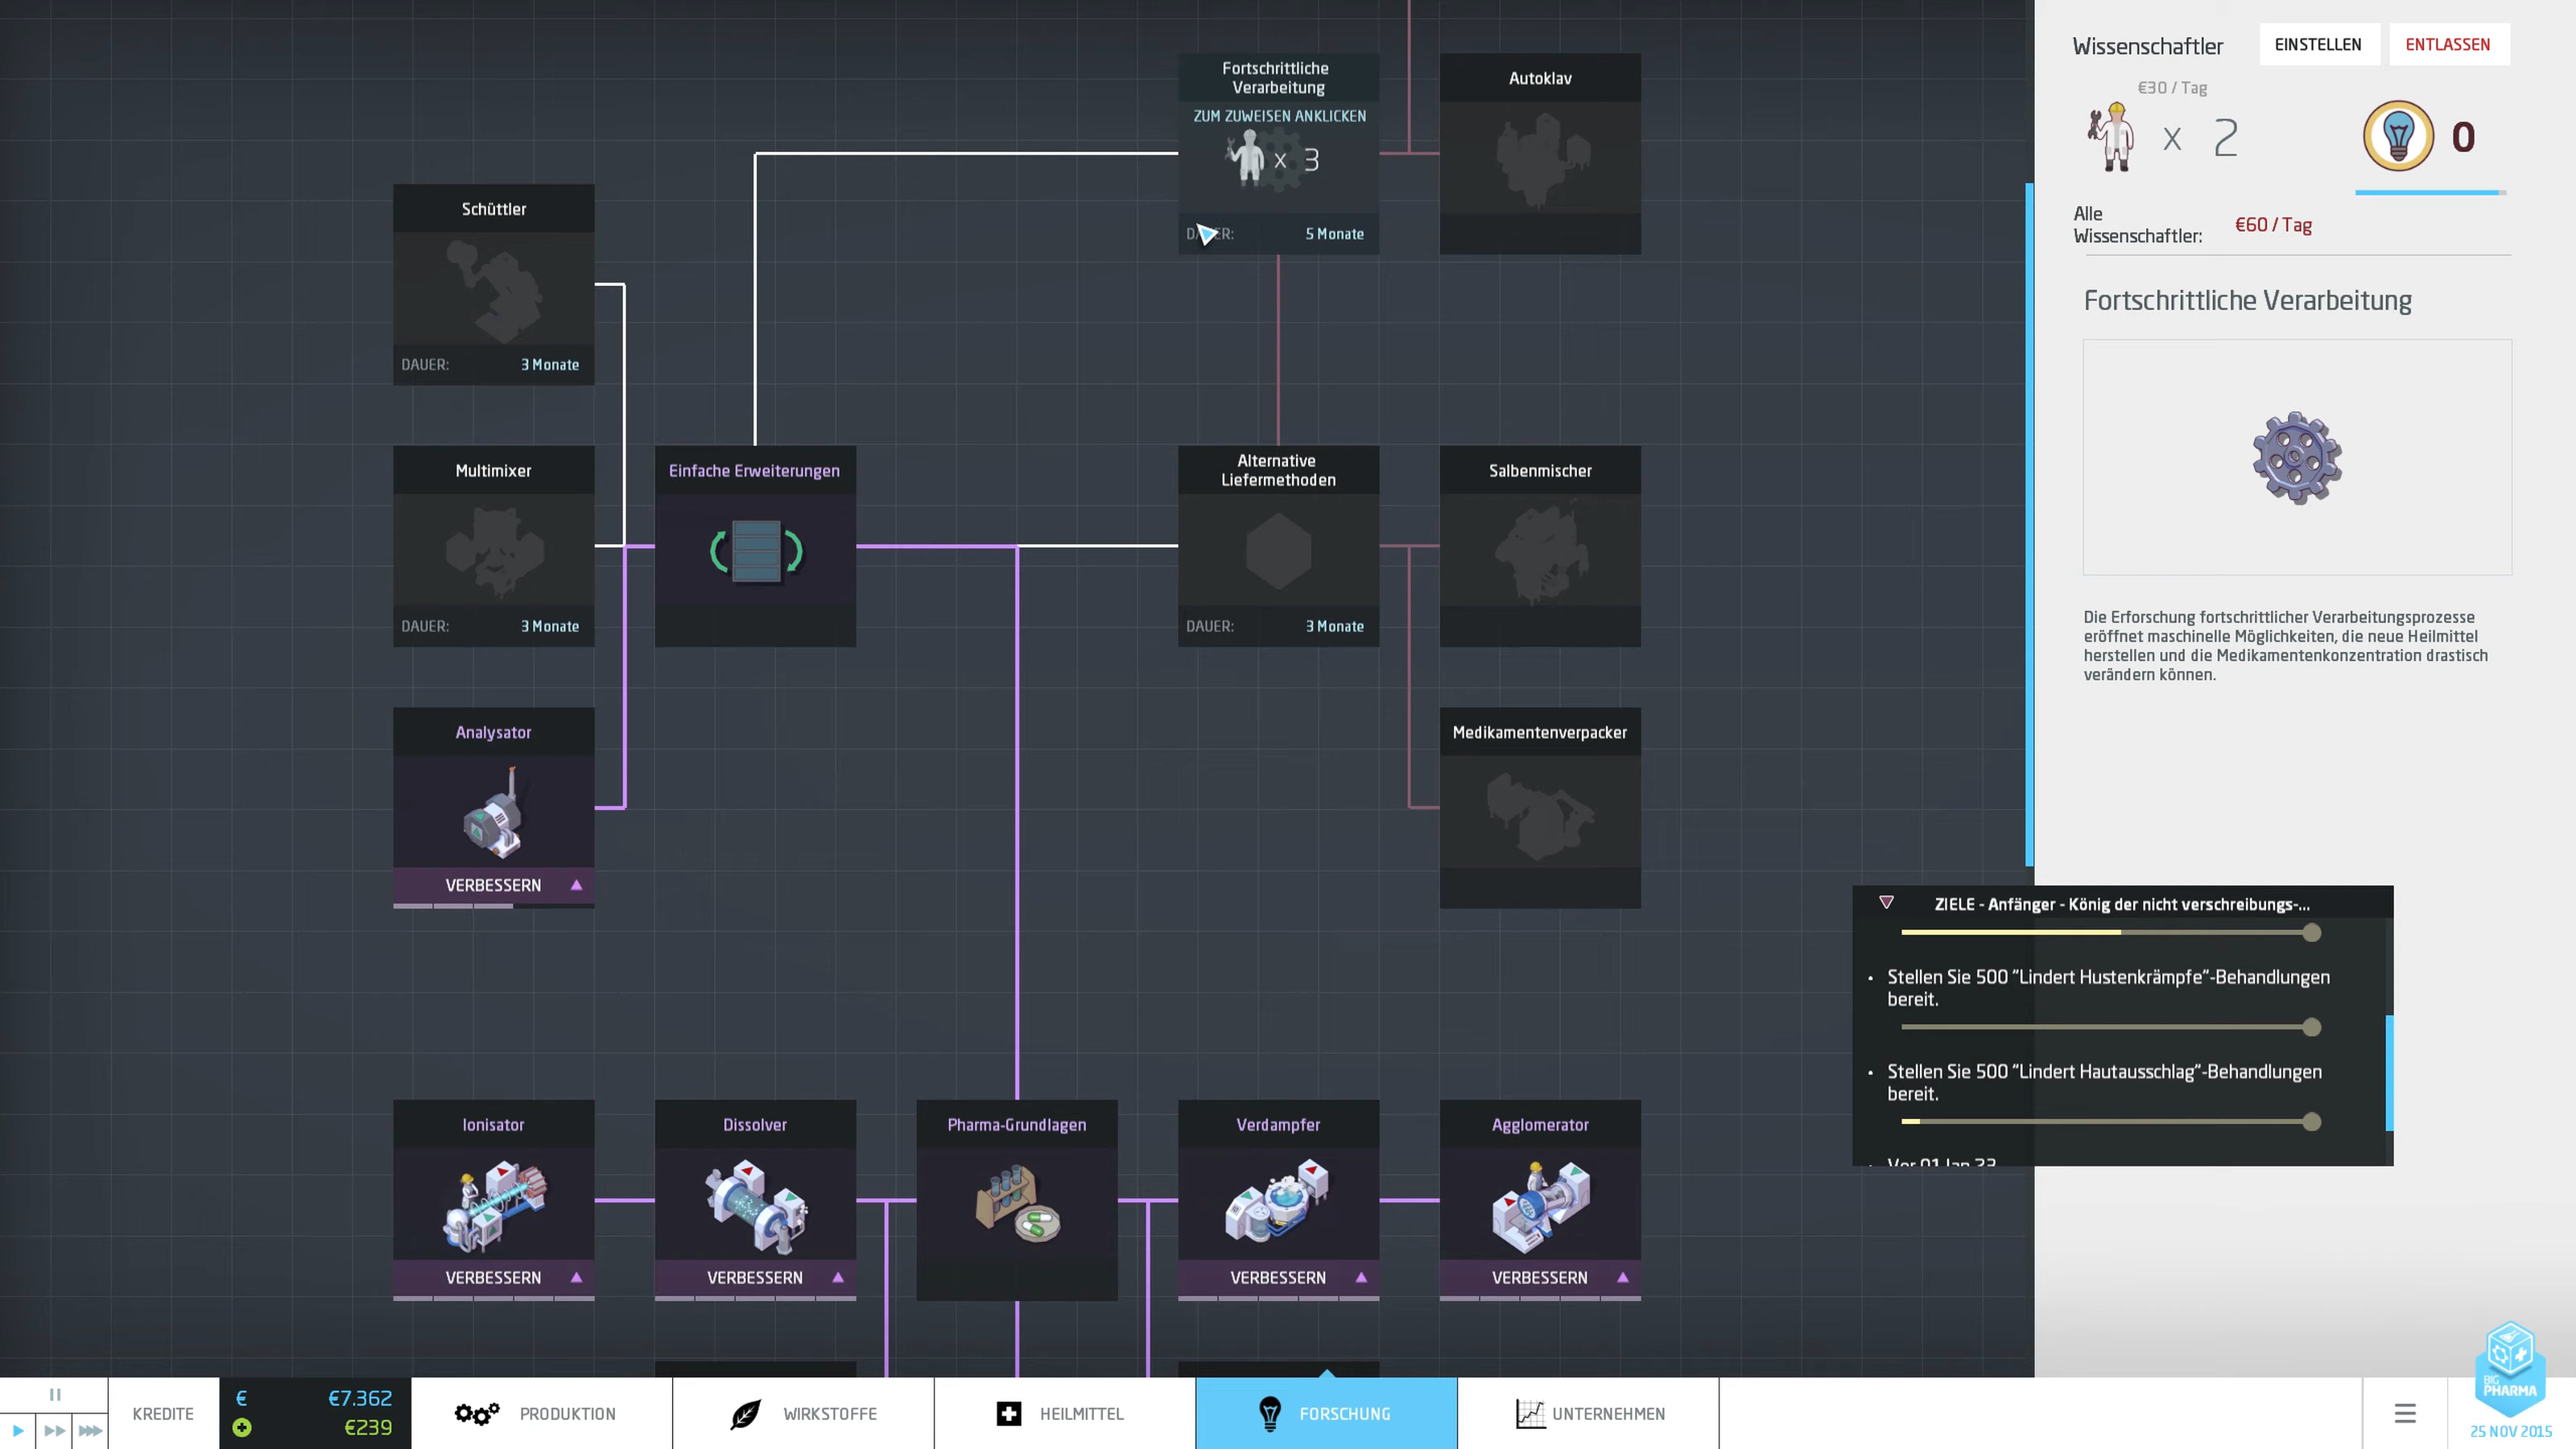 Fortschrittliche
Verarbeitung
ZUM ZUWEISEN ANKLICKEN
x 3
5 Monate
Autoklav
Schüttler
DAUER: 3 Monate
Multimixer
DAUER: 3 Monate
Einfache Erweiterungen
Alternative
Liefermethoden
DAUER: 3 Monate
Salbenmischer
Analysator
VERBESSERN
Medikamentenverpacker
Ionisator
VERBESSERN
Dissolver
VERBESSERN
Pharma-Grundlagen
Verdampfer
VERBESSERN
Agglomerator
VERBESSERN
Wissenschaftler
EINSTELLEN
ENTLASSEN
€30 / Tag
x 2
0
Alle
Wissenschaftler:
€60 / Tag
Fortschrittliche Verarbeitung
Die Erforschung fortschrittlicher Verarbeitungsprozesse
eröffnet maschinelle Möglichkeiten, die neue Heilmittel
herstellen und die Medikamentenkonzentration drastisch
verändern können.
ZIELE - Anfänger - König der nicht verschreibungs-...
• Stellen Sie 500 "Lindert Hustenkrämpfe"-Behandlungen
bereit.
• Stellen Sie 500 "Lindert Hautausschlag"-Behandlungen
bereit.
KREDITE
€ €7.362
€239
PRODUKTION
WIRKSTOFFE
HEILMITTEL
FORSCHUNG
UNTERNEHMEN
BIG
PHARMA
25 NOV 2015